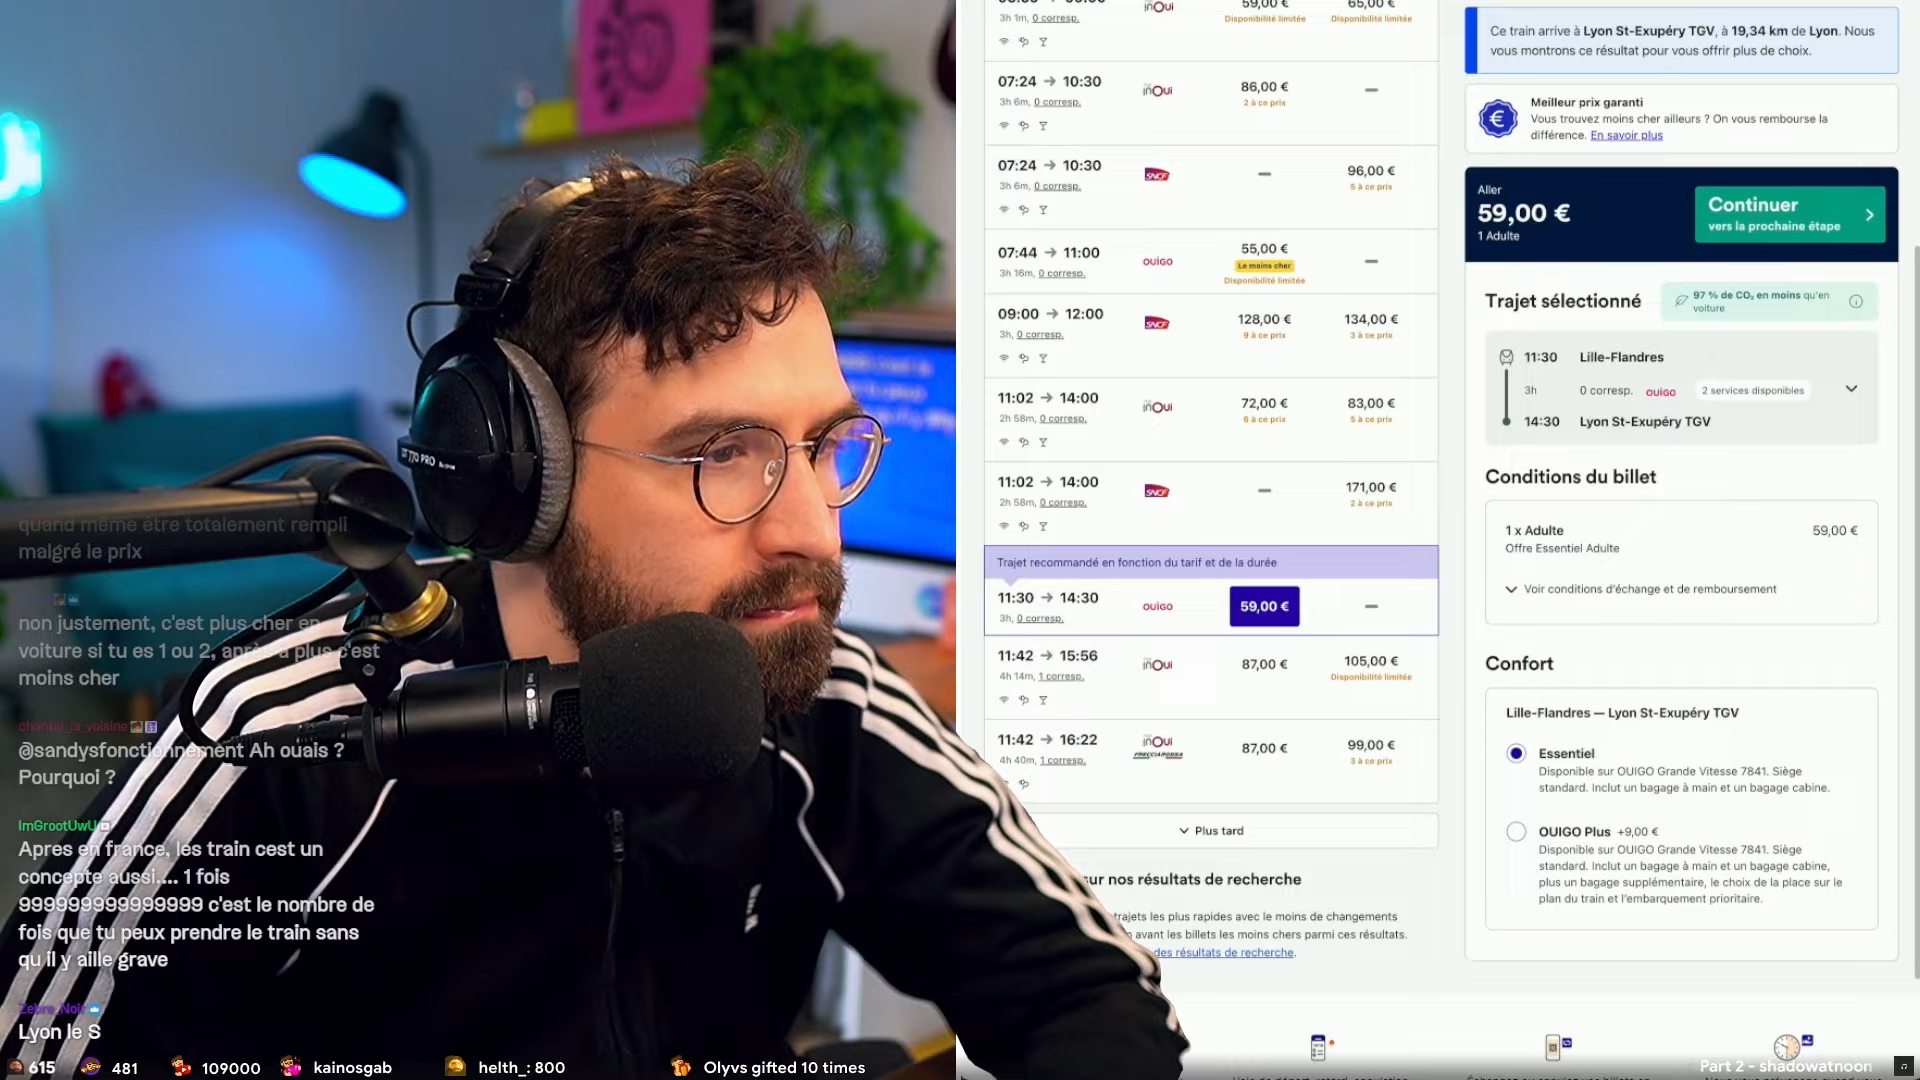 59,00 €
65,00 €
3h 1m, 0 corresp.
inOui
Disponibilité limitée
Disponibilité limitée
07:24 → 10:30
3h 6m, 0 corresp.
inOui
86,00 €
2 à ce prix
—
07:24 → 10:30
3h 6m, 0 corresp.
SNCF
—
96,00 €
5 à ce prix
07:44 → 11:00
3h 16m, 0 corresp.
OUIGO
55,00 €
Le moins cher
Disponibilité limitée
—
09:00 → 12:00
3h, 0 corresp.
SNCF
128,00 €
9 à ce prix
134,00 €
3 à ce prix
11:02 → 14:00
2h 58m, 0 corresp.
inOui
72,00 €
6 à ce prix
83,00 €
5 à ce prix
11:02 → 14:00
2h 58m, 0 corresp.
SNCF
—
171,00 €
2 à ce prix
Trajet recommandé en fonction du tarif et de la durée
11:30 → 14:30
3h, 0 corresp.
OUIGO
59,00 €
—
11:42 → 15:56
4h 14m, 1 corresp.
inOui
87,00 €
105,00 €
Disponibilité limitée
11:42 → 16:22
4h 40m, 1 corresp.
inOui
FRECCIAROSSA
87,00 €
99,00 €
3 à ce prix
Plus tard
sur nos résultats de recherche
trajets les plus rapides avec le moins de changements
avant les billets les moins chers parmi ces résultats.
des résultats de recherche.
Ce train arrive à Lyon St-Exupéry TGV, à 19,34 km de Lyon. Nous
vous montrons ce résultat pour vous offrir plus de choix.
Meilleur prix garanti
Vous trouvez moins cher ailleurs ? On vous rembourse la
différence. En savoir plus
Aller
59,00 €
1 Adulte
Continuer
vers la prochaine étape
Trajet sélectionné
97 % de CO₂ en moins qu'en
voiture
11:30 Lille-Flandres
3h 0 corresp. OUIGO 2 services disponibles
14:30 Lyon St-Exupéry TGV
Conditions du billet
1 x Adulte 59,00 €
Offre Essentiel Adulte
Voir conditions d'échange et de remboursement
Confort
Lille-Flandres — Lyon St-Exupéry TGV
Essentiel
Disponible sur OUIGO Grande Vitesse 7841. Siège
standard. Inclut un bagage à main et un bagage cabine.
OUIGO Plus +9,00 €
Disponible sur OUIGO Grande Vitesse 7841. Siège
standard. Inclut un bagage à main et un bagage cabine,
plus un bagage supplémentaire, le choix de la place sur le
plan du train et l'embarquement prioritaire.
Part 2 - shadowatnoon
DT 770 PRO
quand même être totalement rempli
malgré le prix
non justement, c'est plus cher en
voiture si tu es 1 ou 2, après à plus c'est
moins cher
chantal_la_voisine
@sandysfonctionnement Ah ouais ?
Pourquoi ?
ImGrootUwU
Apres en france, les train cest un
concepte aussi.... 1 fois
999999999999999 c'est le nombre de
fois que tu peux prendre le train sans
qu il y aille grave
Zebre_Noir
Lyon le S
615
481
109000
kainosgab
helth_: 800
Olyvs gifted 10 times